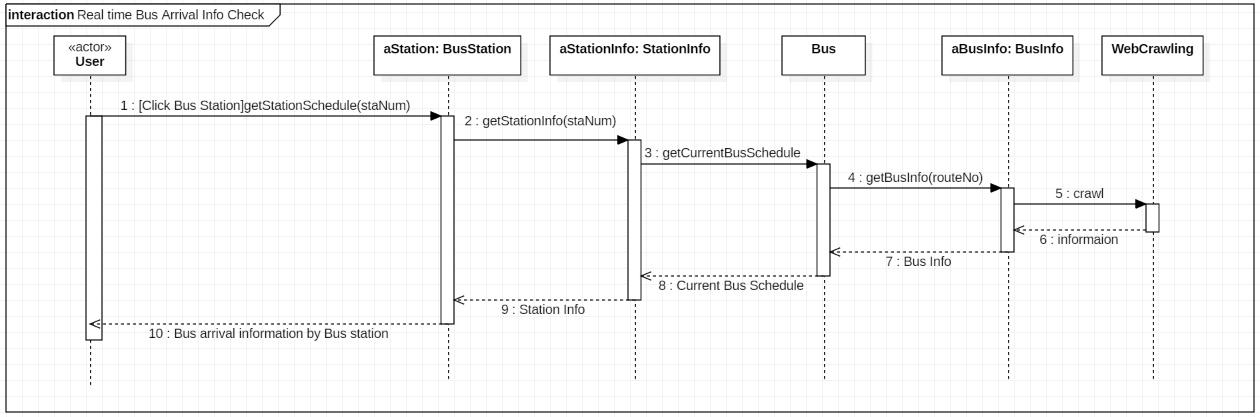 interaction Real time Bus Arrival Info Check
«actor»
User
aStation: BusStation
aStationInfo: StationInfo
Bus
aBusInfo: BusInfo
WebCrawling
1 : [Click Bus Station]getStationSchedule(staNum)
2 : getStationInfo(staNum)
3 : getCurrentBusSchedule
4 : getBusInfo(routeNo)
5 : crawl
6 : informaion
7 : Bus Info
8 : Current Bus Schedule
9 : Station Info
10 : Bus arrival information by Bus station